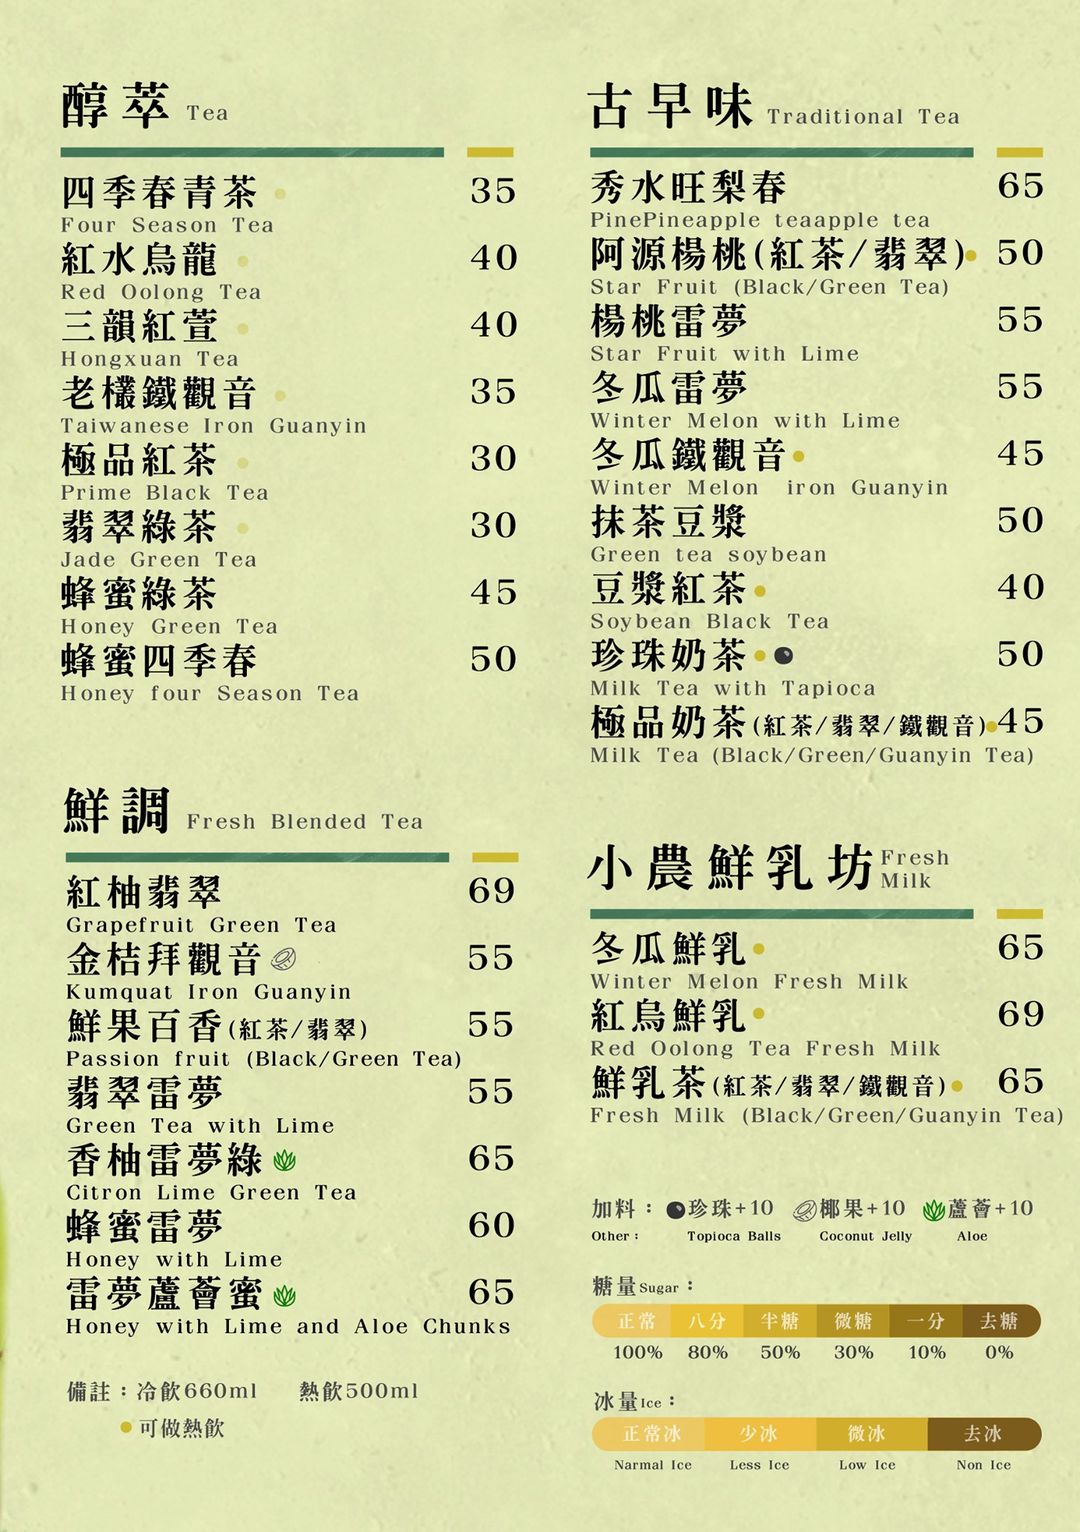 醇萃 Tea
四季春青茶 35
Four Season Tea
紅水烏龍 40
Red Oolong Tea
三韻紅萱 40
Hongxuan Tea
老欉鐵觀音 35
Taiwanese Iron Guanyin
極品紅茶 30
Prime Black Tea
翡翠綠茶 30
Jade Green Tea
蜂蜜綠茶 45
Honey Green Tea
蜂蜜四季春 50
Honey four Season Tea
鮮調 Fresh Blended Tea
紅柚翡翠 69
Grapefruit Green Tea
金桔拜觀音 55
Kumquat Iron Guanyin
鮮果百香(紅茶/翡翠) 55
Passion fruit (Black/Green Tea)
翡翠雷夢 55
Green Tea with Lime
香柚雷夢綠 65
Citron Lime Green Tea
蜂蜜雷夢 60
Honey with Lime
雷夢蘆薈蜜 65
Honey with Lime and Aloe Chunks
備註：冷飲660ml 熱飲500ml
可做熱飲
古早味 Traditional Tea
秀水旺梨春 65
PinePineapple teaapple tea
阿源楊桃(紅茶/翡翠) 50
Star Fruit (Black/Green Tea)
楊桃雷夢 55
Star Fruit with Lime
冬瓜雷夢 55
Winter Melon with Lime
冬瓜鐵觀音 45
Winter Melon iron Guanyin
抹茶豆漿 50
Green tea soybean
豆漿紅茶 40
Soybean Black Tea
珍珠奶茶 50
Milk Tea with Tapioca
極品奶茶(紅茶/翡翠/鐵觀音) 45
Milk Tea (Black/Green/Guanyin Tea)
小農鮮乳坊 Fresh Milk
冬瓜鮮乳 65
Winter Melon Fresh Milk
紅烏鮮乳 69
Red Oolong Tea Fresh Milk
鮮乳茶(紅茶/翡翠/鐵觀音) 65
Fresh Milk (Black/Green/Guanyin Tea)
加料：珍珠+10 椰果+10 蘆薈+10
Other： Topioca Balls Coconut Jelly Aloe
糖量Sugar：
正常 八分 半糖 微糖 一分 去糖
100% 80% 50% 30% 10% 0%
冰量Ice：
正常冰 少冰 微冰 去冰
Narmal Ice Less Ice Low Ice Non Ice